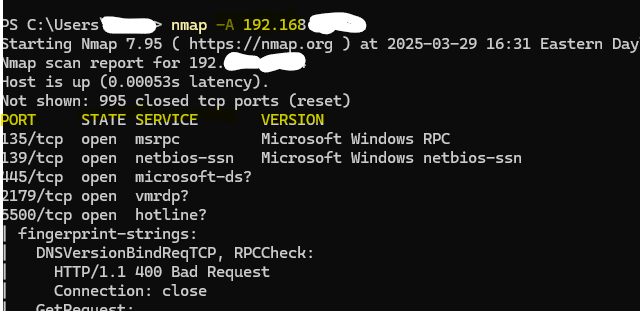 PS C:\Users\ > nmap -A 192.168
Starting Nmap 7.95 ( https://nmap.org ) at 2025-03-29 16:31 Eastern Day
Nmap scan report for 192.
Host is up (0.00053s latency).
Not shown: 995 closed tcp ports (reset)
PORT     STATE SERVICE       VERSION
135/tcp  open  msrpc         Microsoft Windows RPC
139/tcp  open  netbios-ssn   Microsoft Windows netbios-ssn
445/tcp  open  microsoft-ds?
2179/tcp open  vmrdp?
5500/tcp open  hotline?
| fingerprint-strings:
|   DNSVersionBindReqTCP, RPCCheck:
|     HTTP/1.1 400 Bad Request
|     Connection: close
|   GetRequest: